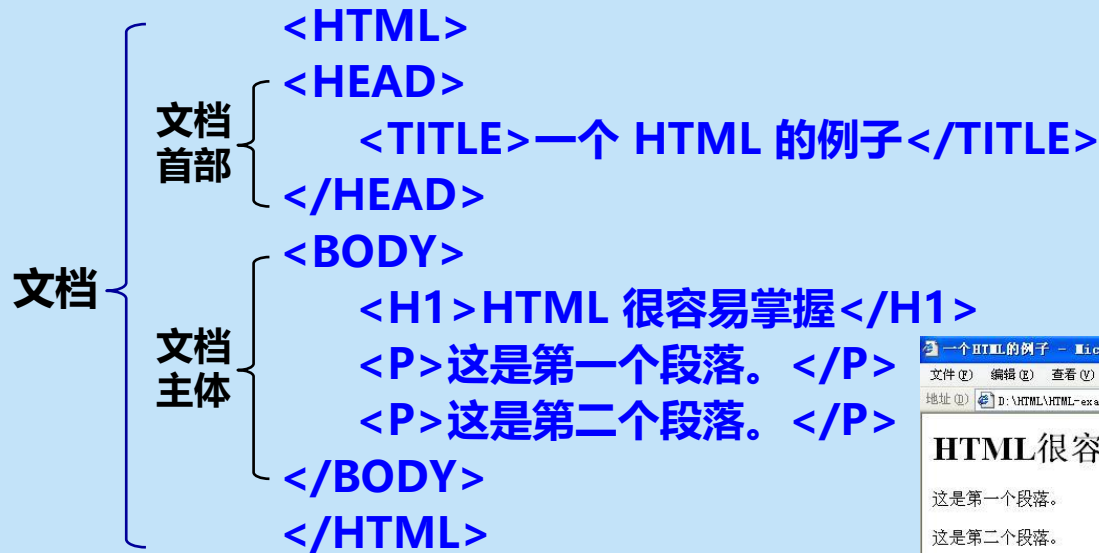 <HTML>
<HEAD>
文档
首部
<TITLE>一个 HTML 的例子</TITLE>
</HEAD>
<BODY>
文档
<H1>HTML 很容易掌握</H1>
文档
主体
<P>这是第一个段落。</P>
<P>这是第二个段落。</P>
</BODY>
</HTML>
一个HTML的例子 - Mic
文件(F) 编辑(E) 查看(V)
地址(D) D:\HTML\HTML-exa
HTML很容
这是第一个段落。
这是第二个段落。